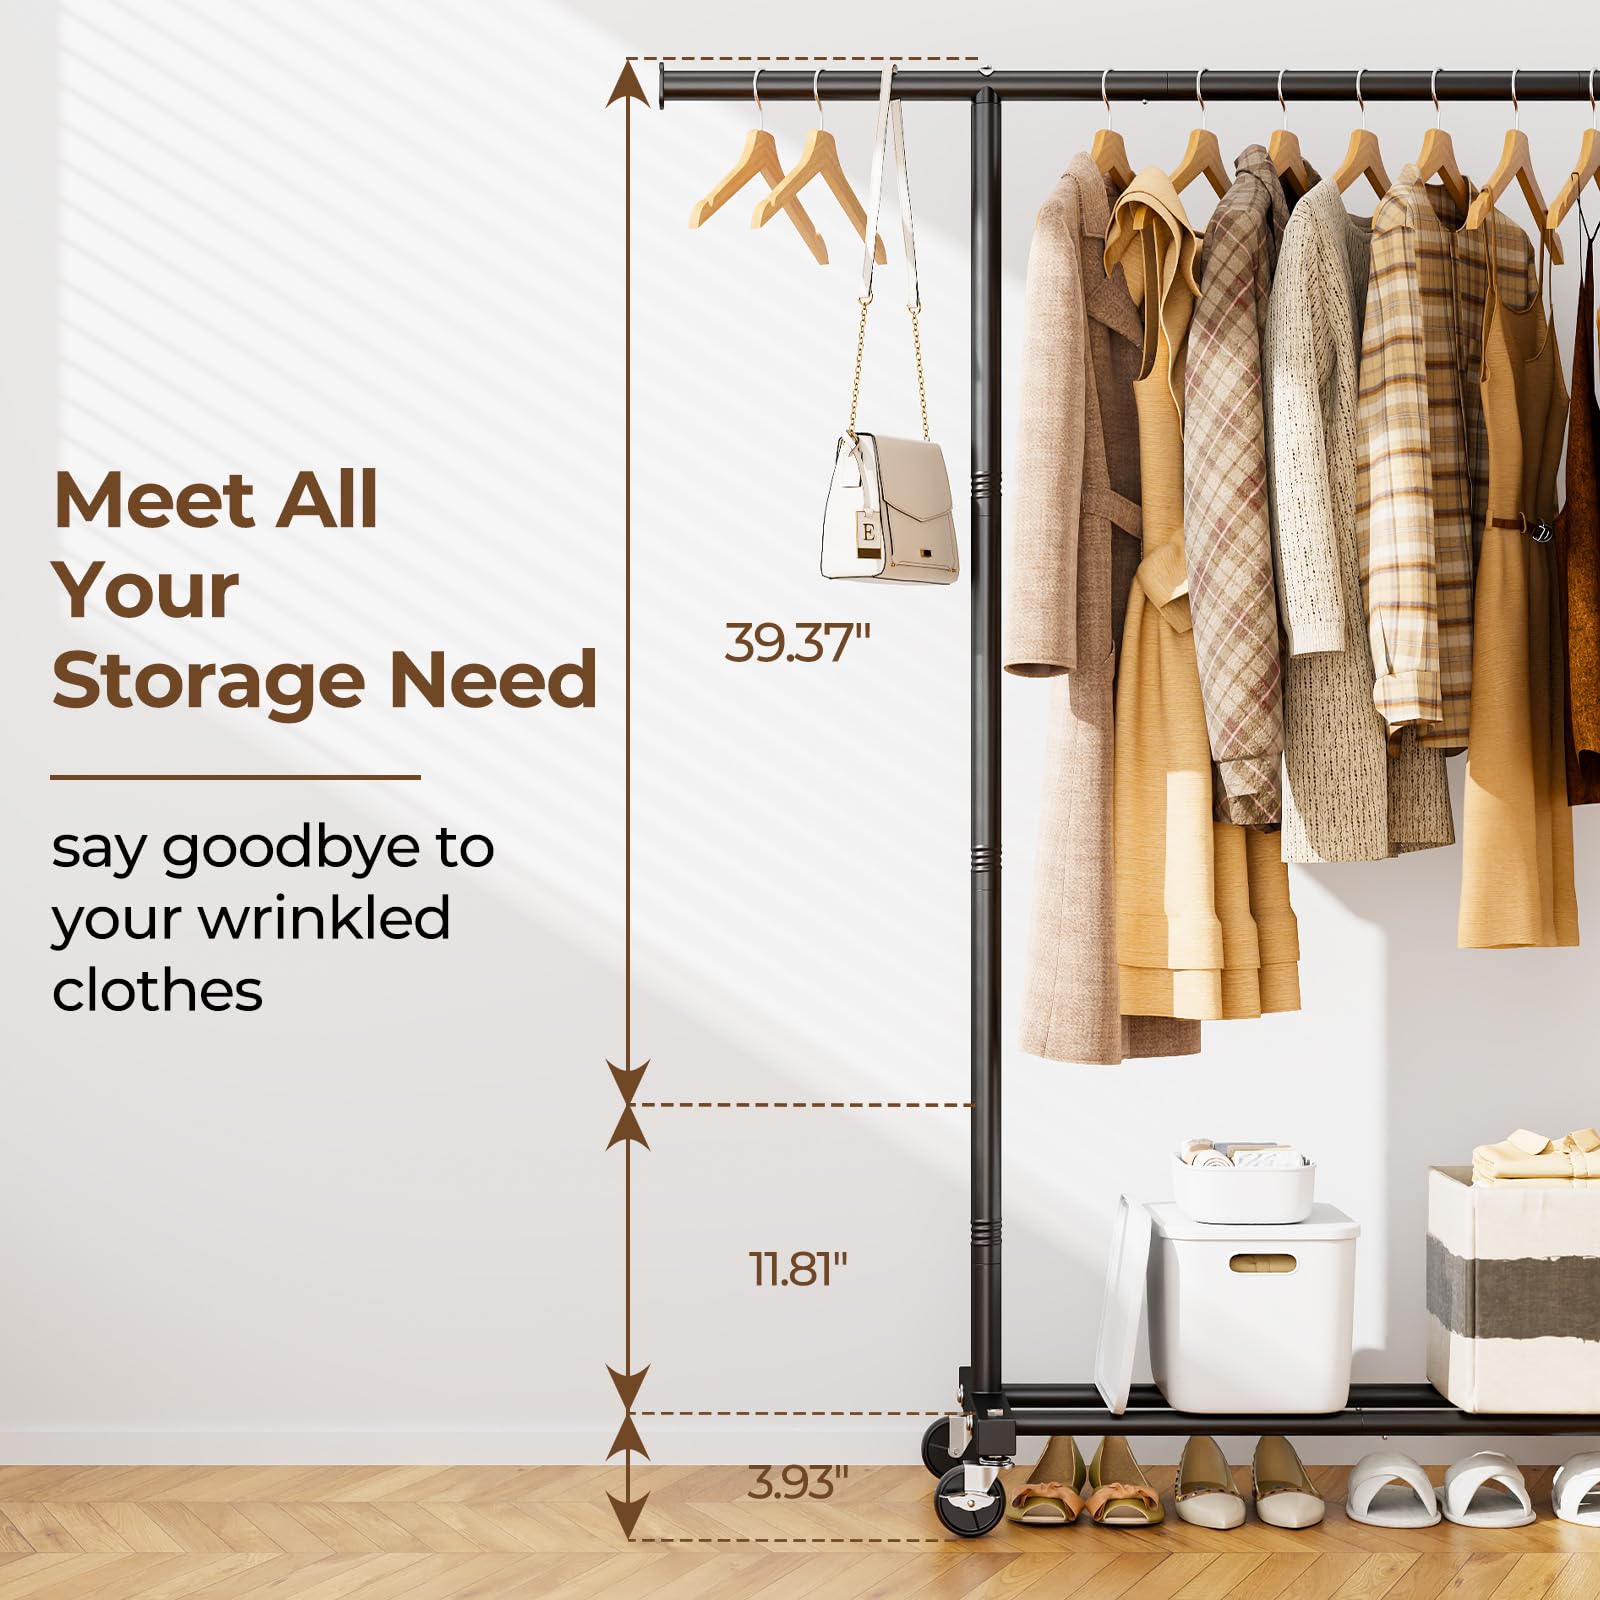 Meet All
Your
Storage Need
say goodbye to
your wrinkled
clothes
39.37"
11.81"
3.93"
E